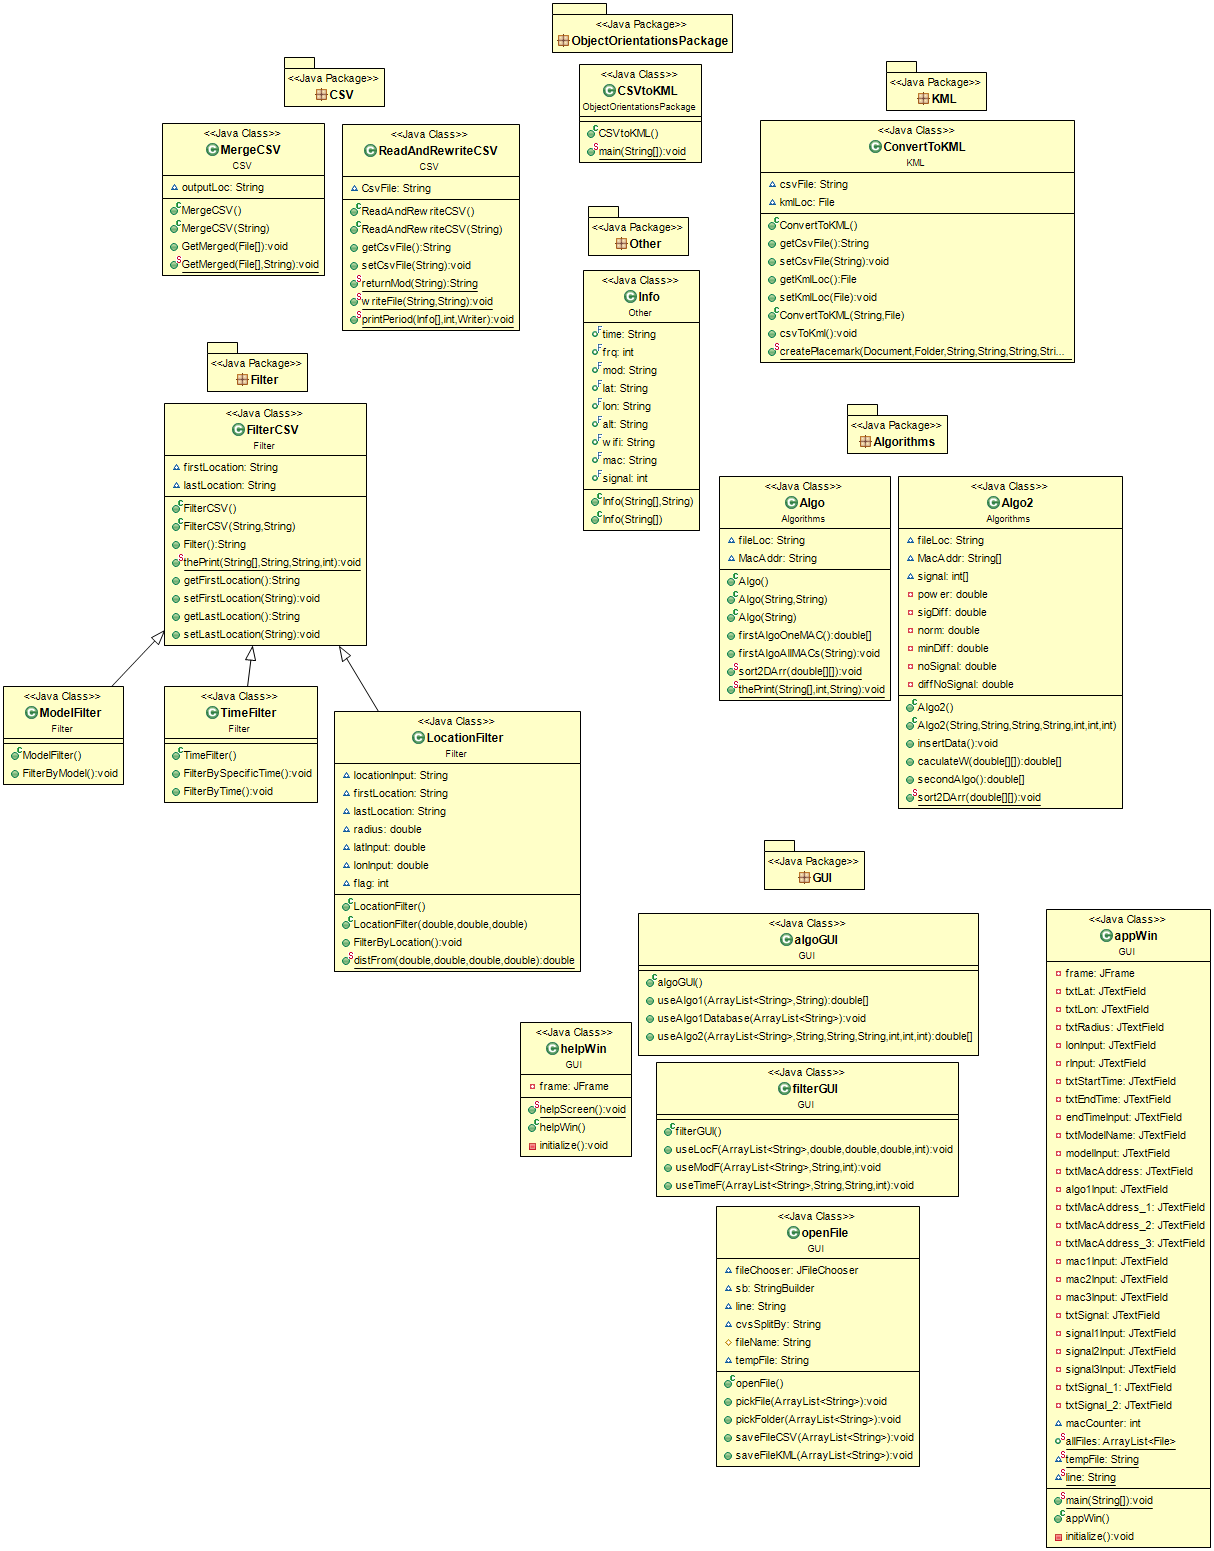 <<Java Package>>
ObjectOrientationsPackage
<<Java Class>>
CSVtoKML
ObjectOrientationsPackage
CSVtoKML()
main(String[]):void
<<Java Package>>
CSV
<<Java Class>>
MergeCSV
CSV
outputLoc: String
MergeCSV()
MergeCSV(String)
GetMerged(File[]):void
GetMerged(File[],String):void
<<Java Class>>
ReadAndRewriteCSV
CSV
CsvFile: String
ReadAndRewriteCSV()
ReadAndRewriteCSV(String)
getCsvFile():String
setCsvFile(String):void
returnMod(String):String
writeFile(String,String):void
printPeriod(Info[],int,Writer):void
<<Java Package>>
KML
<<Java Class>>
ConvertToKML
KML
csvFile: String
kmlLoc: File
ConvertToKML()
getCsvFile():String
setCsvFile(String):void
getKmlLoc():File
setKmlLoc(File):void
ConvertToKML(String,File)
csvToKml():void
createPlacemark(Document,Folder,String,String,String,Stri...
<<Java Package>>
Other
<<Java Class>>
Info
Other
time: String
frq: int
mod: String
lat: String
lon: String
alt: String
wifi: String
mac: String
signal: int
Info(String[],String)
Info(String[])
<<Java Package>>
Filter
<<Java Class>>
FilterCSV
Filter
firstLocation: String
lastLocation: String
FilterCSV()
FilterCSV(String,String)
Filter():String
thePrint(String[],String,String,int):void
getFirstLocation():String
setFirstLocation(String):void
getLastLocation():String
setLastLocation(String):void
<<Java Class>>
ModelFilter
Filter
ModelFilter()
FilterByModel():void
<<Java Class>>
TimeFilter
Filter
TimeFilter()
FilterBySpecificTime():void
FilterByTime():void
<<Java Class>>
LocationFilter
Filter
locationInput: String
firstLocation: String
lastLocation: String
radius: double
latInput: double
lonInput: double
flag: int
LocationFilter()
LocationFilter(double,double,double)
FilterByLocation():void
distFrom(double,double,double,double):double
<<Java Package>>
Algorithms
<<Java Class>>
Algo
Algorithms
fileLoc: String
MacAddr: String
Algo()
Algo(String,String)
Algo(String)
firstAlgoOneMAC():double[]
firstAlgoAllMACs(String):void
sort2DArr(double[][]):void
thePrint(String[],int,String):void
<<Java Class>>
Algo2
Algorithms
fileLoc: String
MacAddr: String[]
signal: int[]
power: double
sigDiff: double
norm: double
minDiff: double
noSignal: double
diffNoSignal: double
Algo2()
Algo2(String,String,String,String,int,int,int)
insertData():void
caculateW(double[][]):double[]
secondAlgo():double[]
sort2DArr(double[][]):void
<<Java Package>>
GUI
<<Java Class>>
algoGUI
GUI
algoGUI()
useAlgo1(ArrayList<String>,String):double[]
useAlgo1Database(ArrayList<String>):void
useAlgo2(ArrayList<String>,String,String,String,int,int,int):double[]
<<Java Class>>
helpWin
GUI
frame: JFrame
helpScreen():void
helpWin()
initialize():void
<<Java Class>>
filterGUI
GUI
filterGUI()
useLocF(ArrayList<String>,double,double,double,int):void
useModF(ArrayList<String>,String,int):void
useTimeF(ArrayList<String>,String,String,int):void
<<Java Class>>
openFile
GUI
fileChooser: JFileChooser
sb: StringBuilder
line: String
cvsSplitBy: String
fileName: String
tempFile: String
openFile()
pickFile(ArrayList<String>):void
pickFolder(ArrayList<String>):void
saveFileCSV(ArrayList<String>):void
saveFileKML(ArrayList<String>):void
<<Java Class>>
appWin
GUI
frame: JFrame
txtLat: JTextField
txtLon: JTextField
txtRadius: JTextField
lonInput: JTextField
rInput: JTextField
txtStartTime: JTextField
txtEndTime: JTextField
endTimeInput: JTextField
txtModelName: JTextField
modelInput: JTextField
txtMacAddress: JTextField
algo1Input: JTextField
txtMacAddress_1: JTextField
txtMacAddress_2: JTextField
txtMacAddress_3: JTextField
mac1Input: JTextField
mac2Input: JTextField
mac3Input: JTextField
txtSignal: JTextField
signal1Input: JTextField
signal2Input: JTextField
signal3Input: JTextField
txtSignal_1: JTextField
txtSignal_2: JTextField
macCounter: int
allFiles: ArrayList<File>
tempFile: String
line: String
main(String[]):void
appWin()
initialize():void